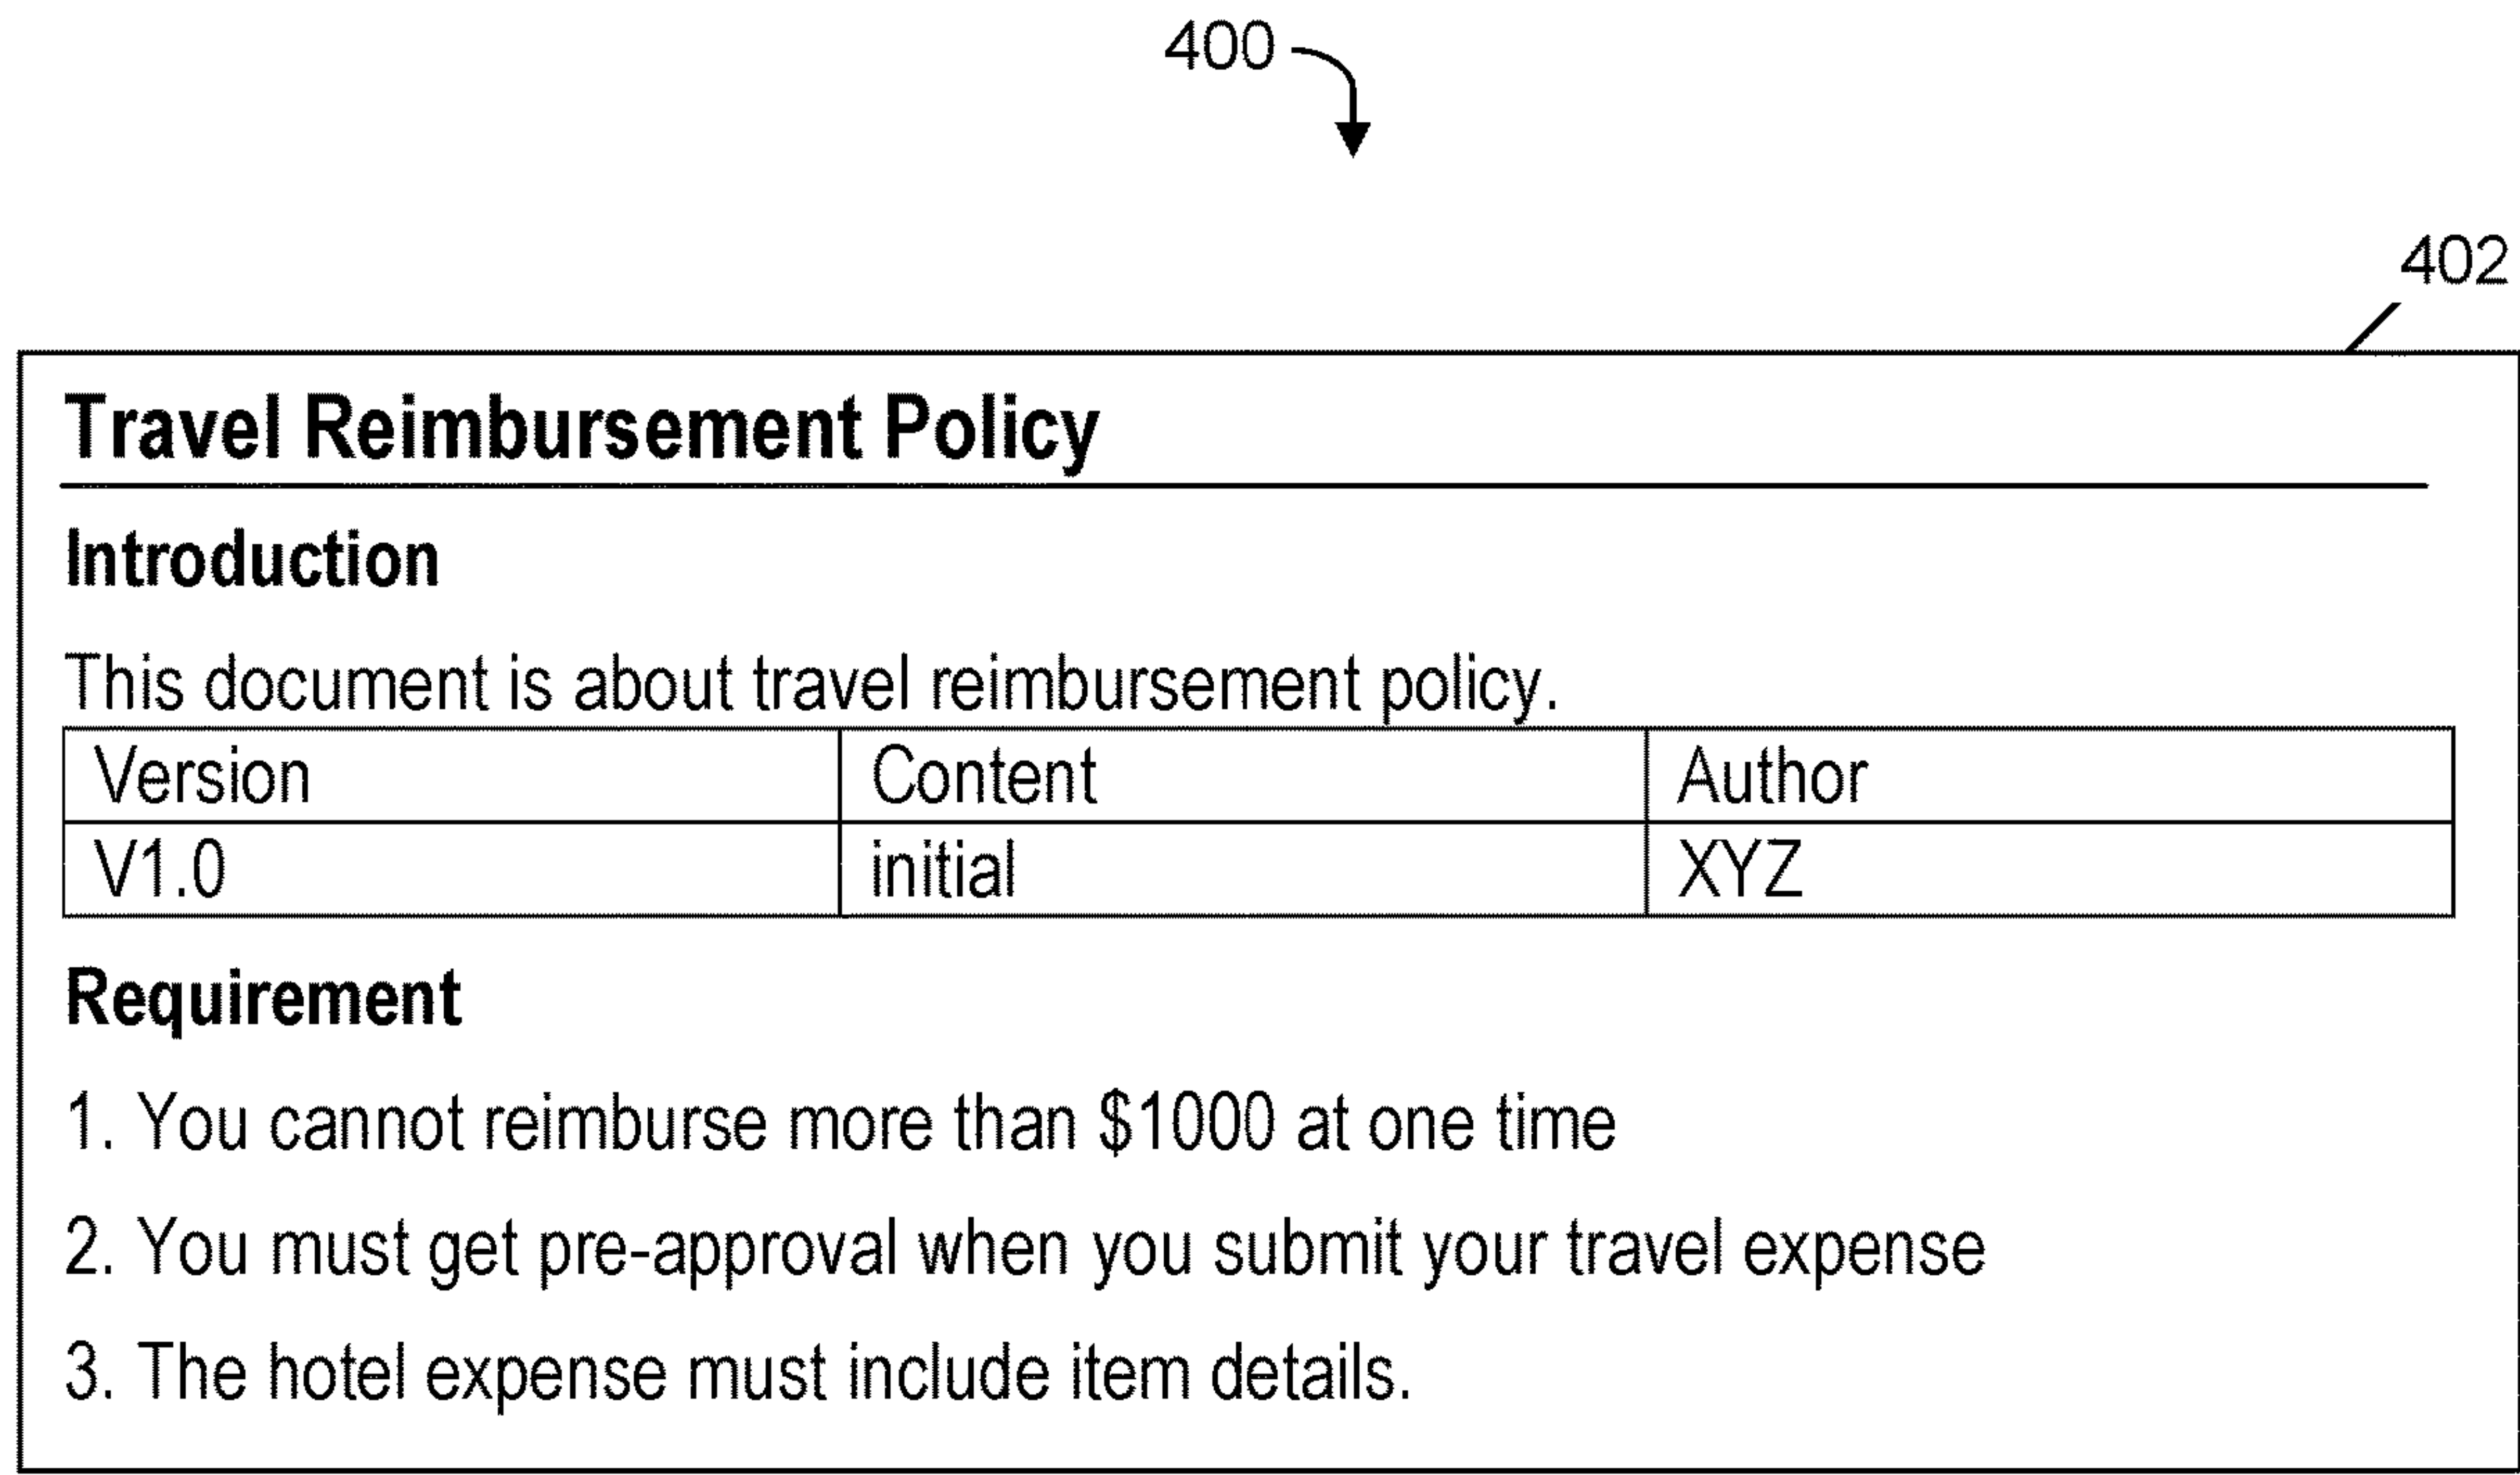 400
402
Travel Reimbursement Policy
Introduction
This document is about travel reimbursement policy.
Version Content Author
V1.0 initial XYZ
Requirement
1. You cannot reimburse more than $1000 at one time
2. You must get pre-approval when you submit your travel expense
3. The hotel expense must include item details.